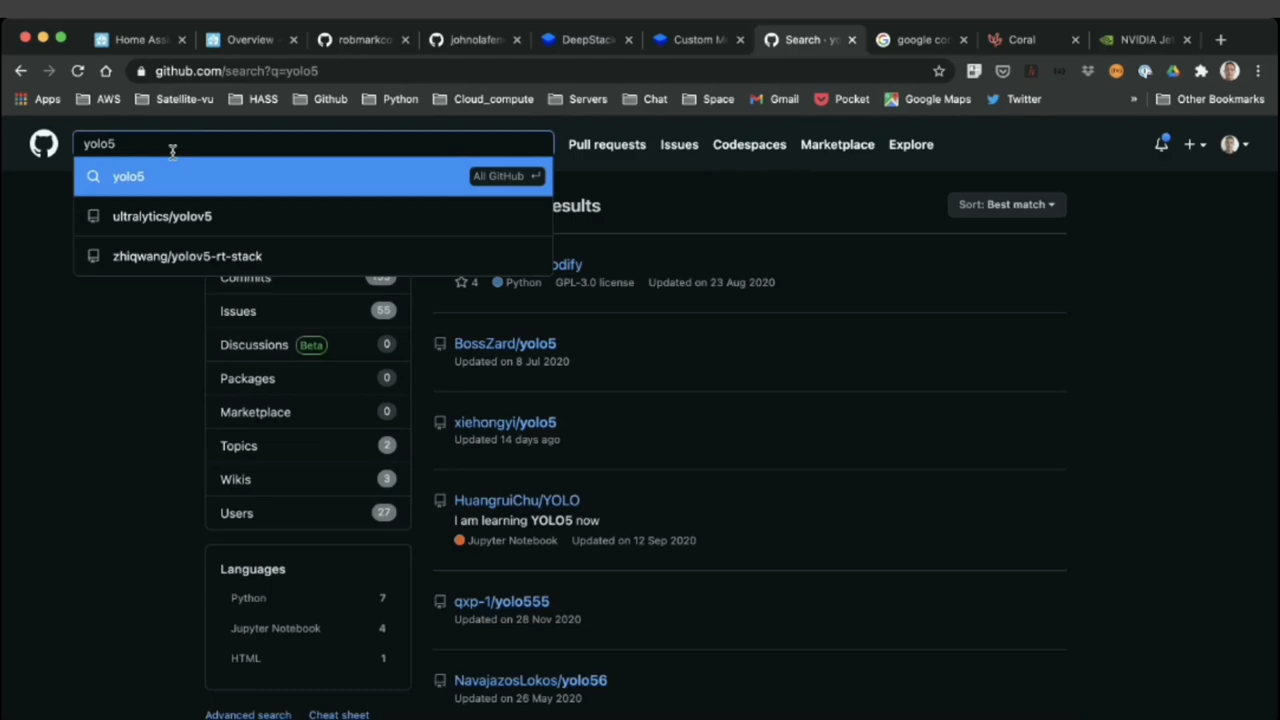 Home Assi
Overview
robmarkco
johnolafen
DeepStack
Custom M
Search · yo
google co
Coral
NVIDIA Je
github.com/search?q=yolo5
Apps
AWS
Satellite-vu
HASS
Github
Python
Cloud_compute
Servers
Chat
Space
Gmail
Pocket
Google Maps
Twitter
»
Other Bookmarks
yolo5
Pull requests
Issues
Codespaces
Marketplace
Explore
yolo5
All GitHub
ultralytics/yolov5
zhiqwang/yolov5-rt-stack
esults
Sort: Best match
odify
4
Python
GPL-3.0 license
Updated on 23 Aug 2020
Commits
Issues 55
Discussions Beta 0
Packages 0
Marketplace 0
Topics 2
Wikis 3
Users 27
BossZard/yolo5
Updated on 8 Jul 2020
xiehongyi/yolo5
Updated 14 days ago
HuangruiChu/YOLO
I am learning YOLO5 now
Jupyter Notebook Updated on 12 Sep 2020
qxp-1/yolo555
Updated on 28 Nov 2020
NavajazosLokos/yolo56
Updated on 26 May 2020
Languages
Python 7
Jupyter Notebook 4
HTML 1
Advanced search Cheat sheet